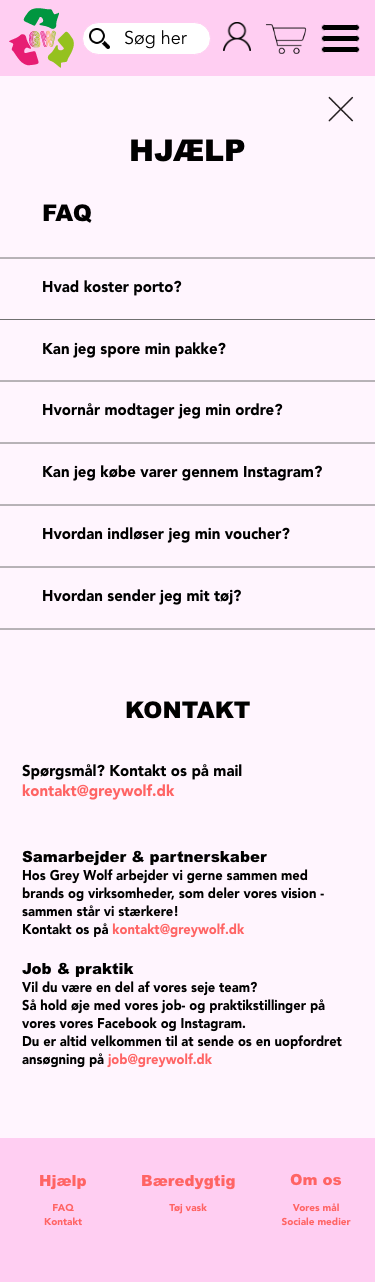 GW
Søg her
HJÆLP
FAQ
Hvad koster porto?
Kan jeg spore min pakke?
Hvornår modtager jeg min ordre?
Kan jeg købe varer gennem Instagram?
Hvordan indløser jeg min voucher?
Hvordan sender jeg mit tøj?
KONTAKT
Spørgsmål? Kontakt os på mail
kontakt@greywolf.dk
Samarbejder & partnerskaber
Hos Grey Wolf arbejder vi gerne sammen med
brands og virksomheder, som deler vores vision -
sammen står vi stærkere!
Kontakt os på kontakt@greywolf.dk
Job & praktik
Vil du være en del af vores seje team?
Så hold øje med vores job- og praktikstillinger på
vores vores Facebook og Instagram.
Du er altid velkommen til at sende os en uopfordret
ansøgning på job@greywolf.dk
Hjælp
FAQ
Kontakt
Bæredygtig
Tøj vask
Om os
Vores mål
Sociale medier